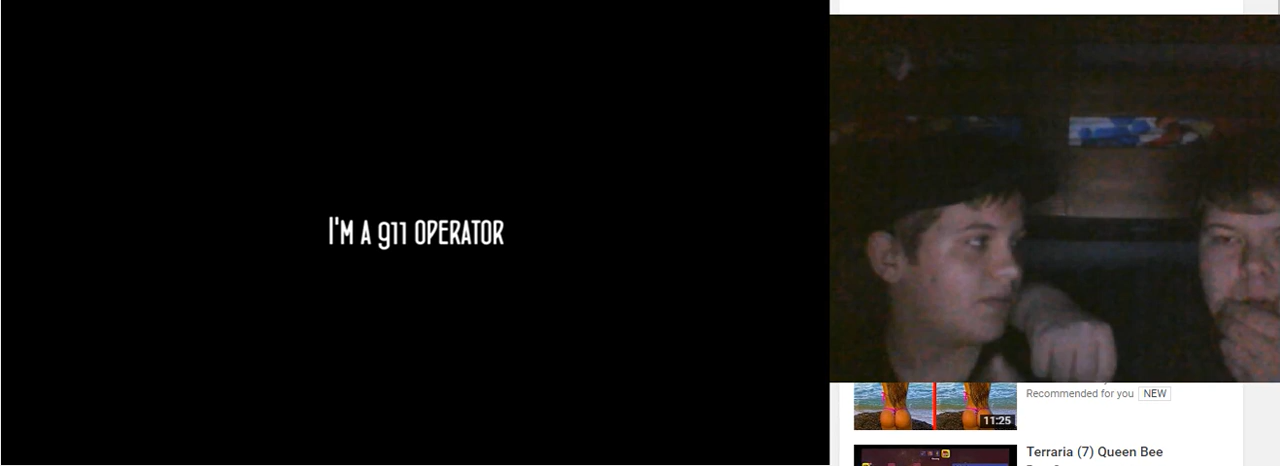 I'M A 911 OPERATOR
Recommended for you NEW
11:25
Terraria (7) Queen Bee